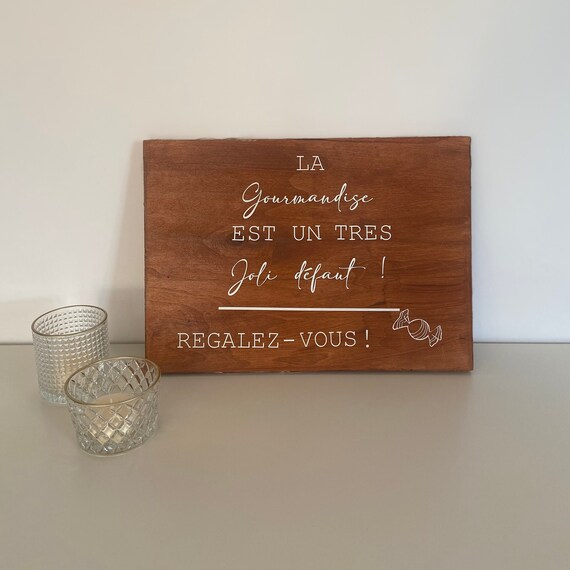 LA
Gourmandise
EST UN TRES
Joli défaut !
REGALEZ-VOUS!